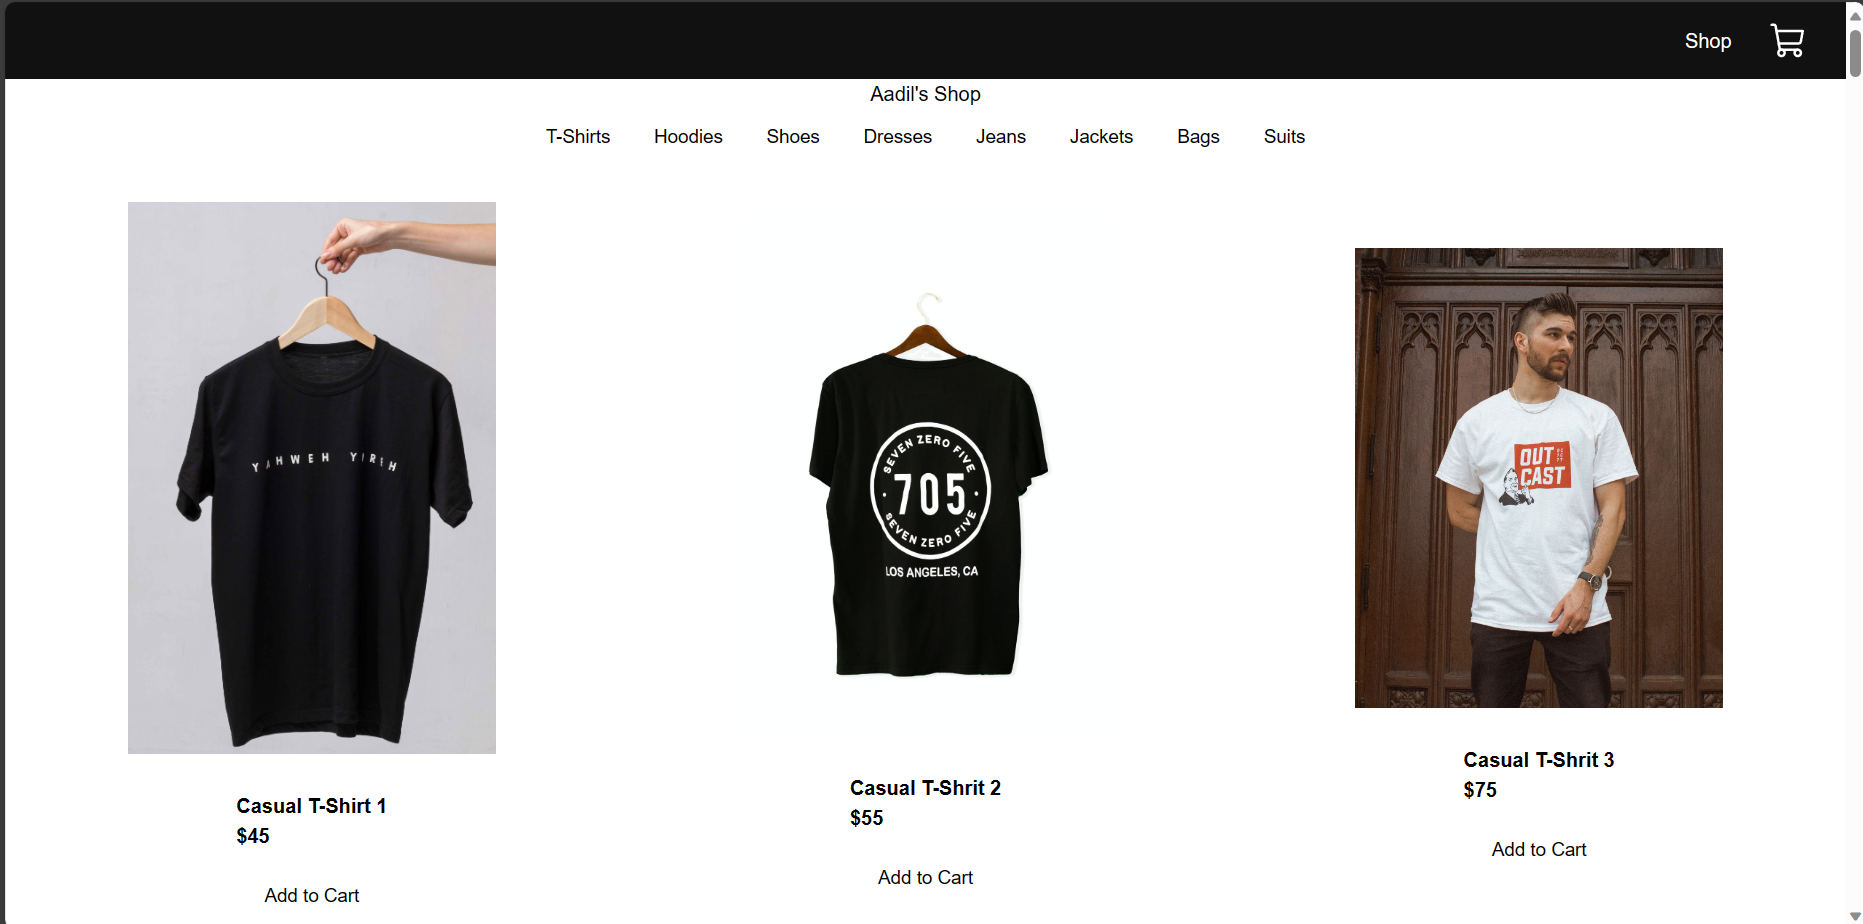 Shop
Aadil's Shop
T-Shirts Hoodies Shoes Dresses Jeans Jackets Bags Suits
YAHWEH YIREH
SEVEN ZERO FIVE
705
SEVEN ZERO FIVE
LOS ANGELES, CA
OUT
CAST
Casual T-Shirt 1
$45
Add to Cart
Casual T-Shrit 2
$55
Add to Cart
Casual T-Shrit 3
$75
Add to Cart